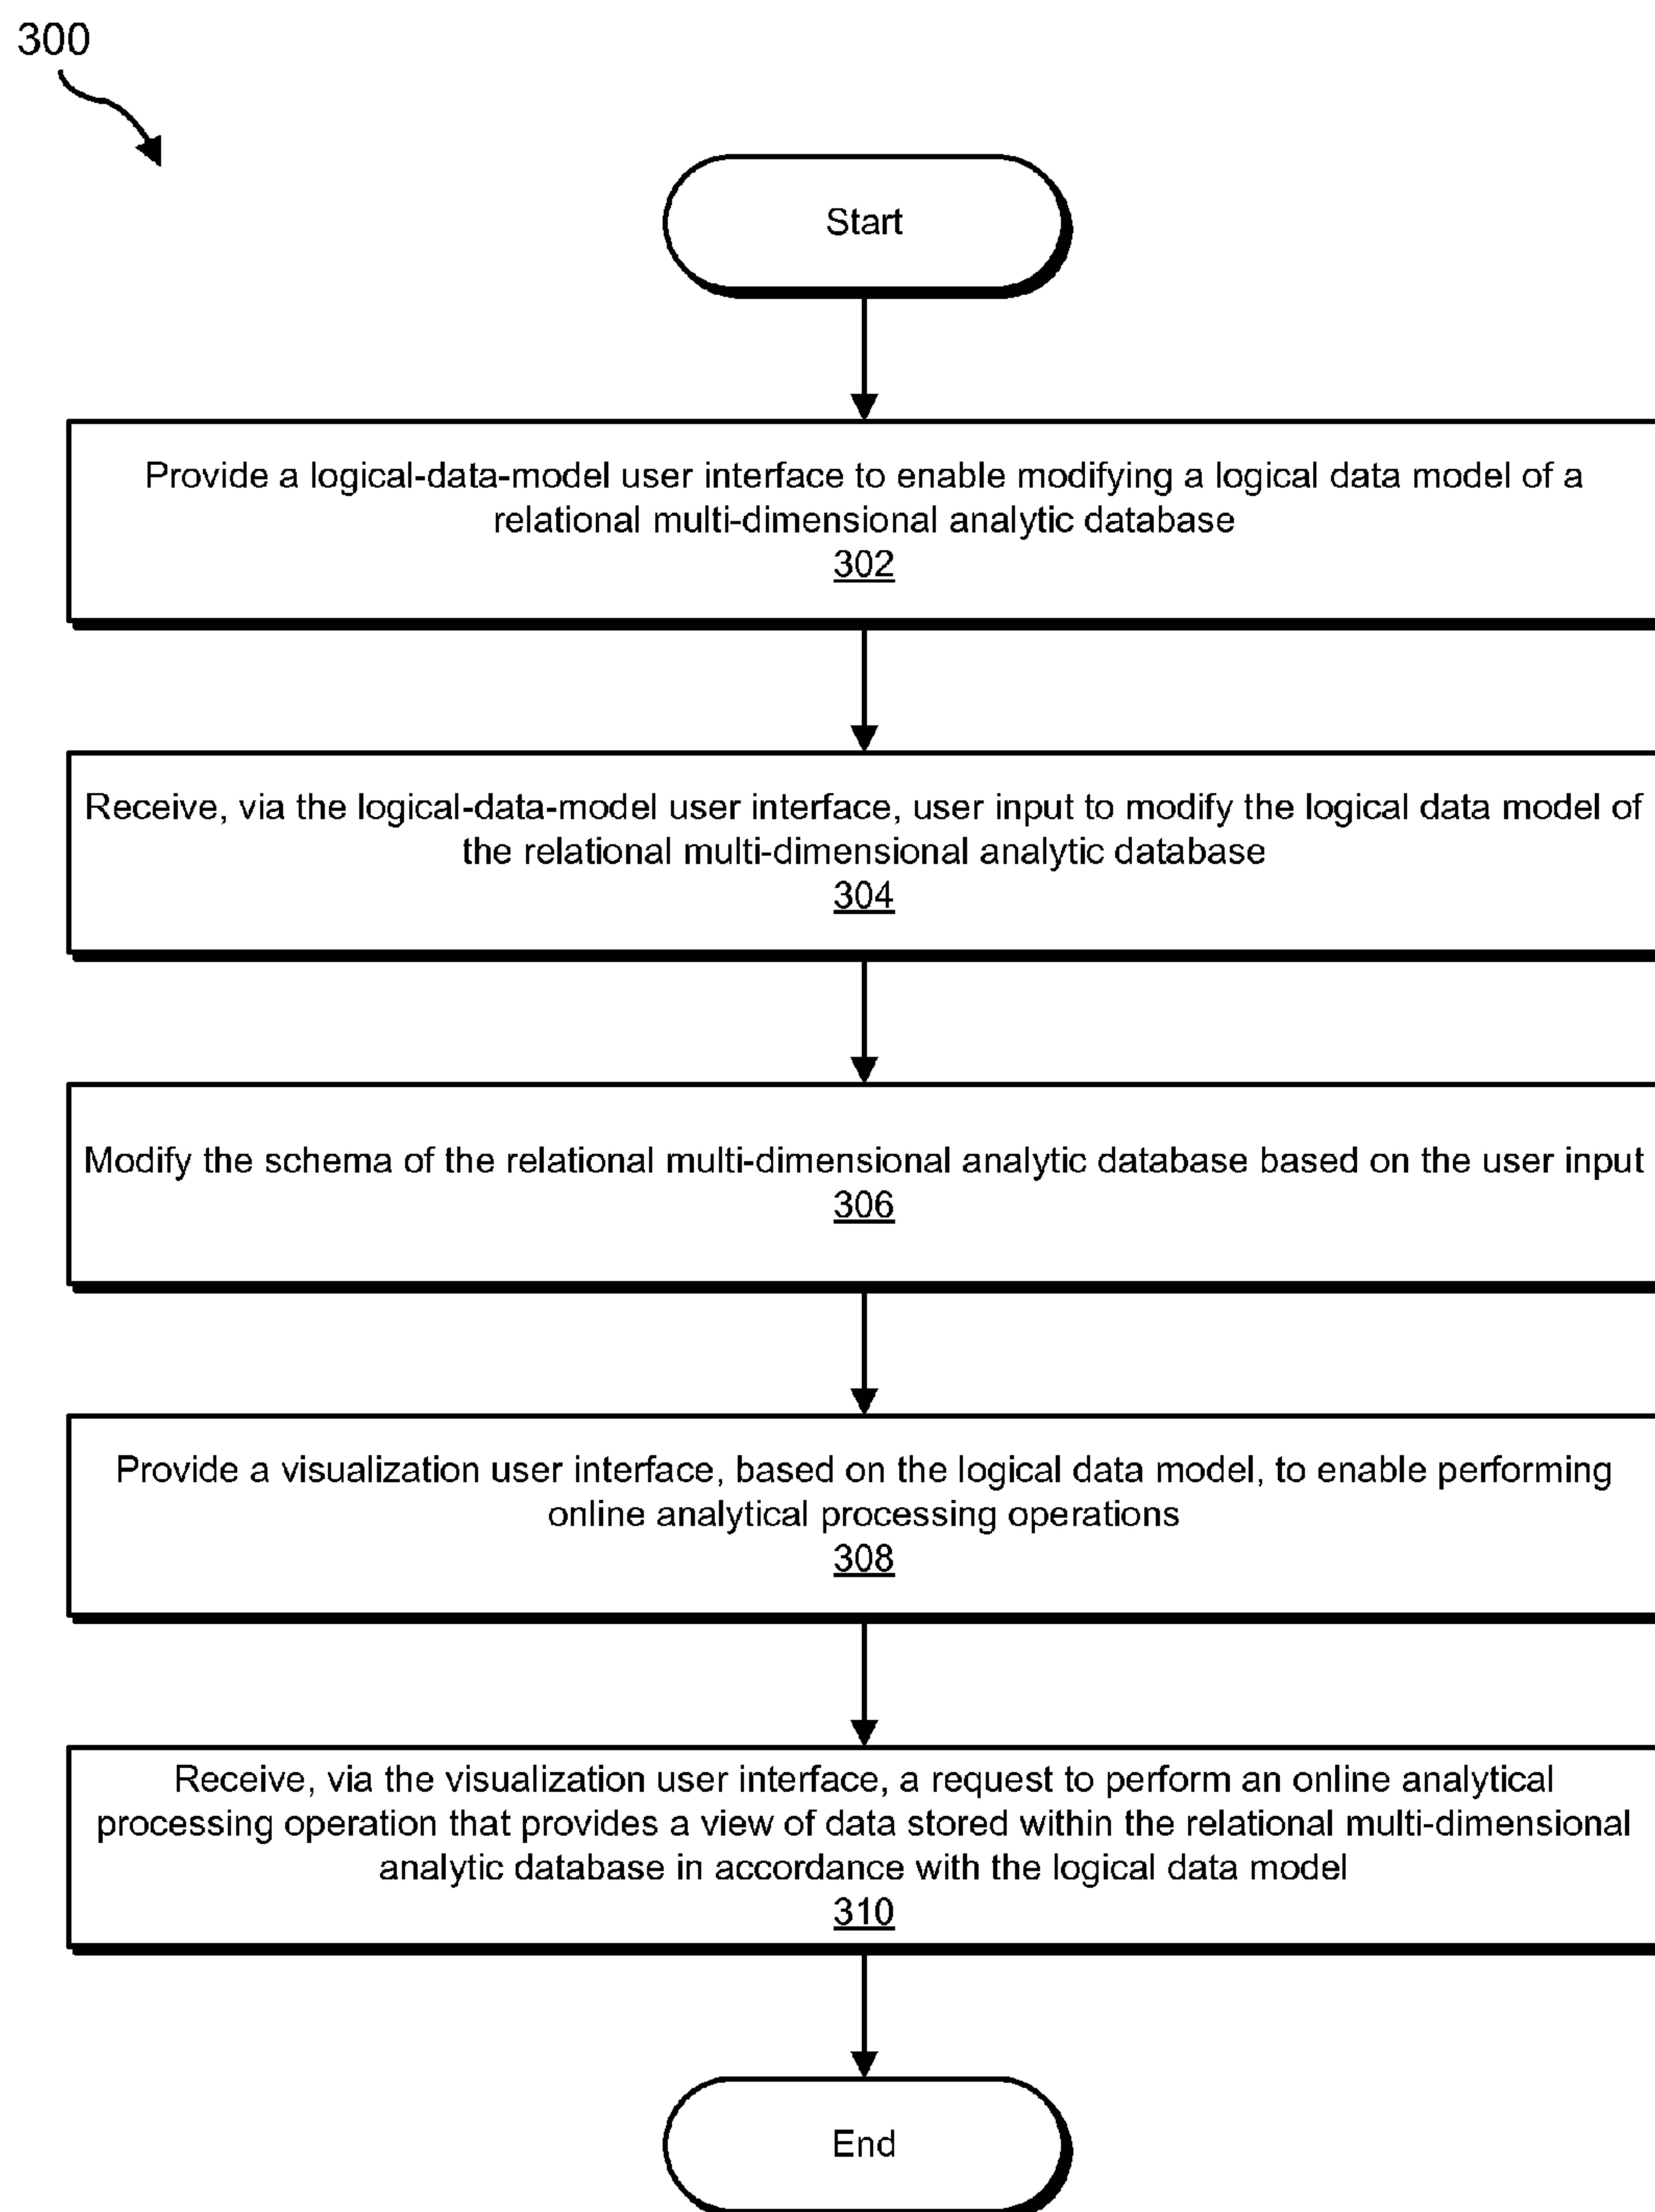 300
Start
Provide a logical-data-model user interface to enable modifying a logical data model of a
relational multi-dimensional analytic database
302
Receive, via the logical-data-model user interface, user input to modify the logical data model of
the relational multi-dimensional analytic database
304
Modify the schema of the relational multi-dimensional analytic database based on the user input
306
Provide a visualization user interface, based on the logical data model, to enable performing
online analytical processing operations
308
Receive, via the visualization user interface, a request to perform an online analytical
processing operation that provides a view of data stored within the relational multi-dimensional
analytic database in accordance with the logical data model
310
End